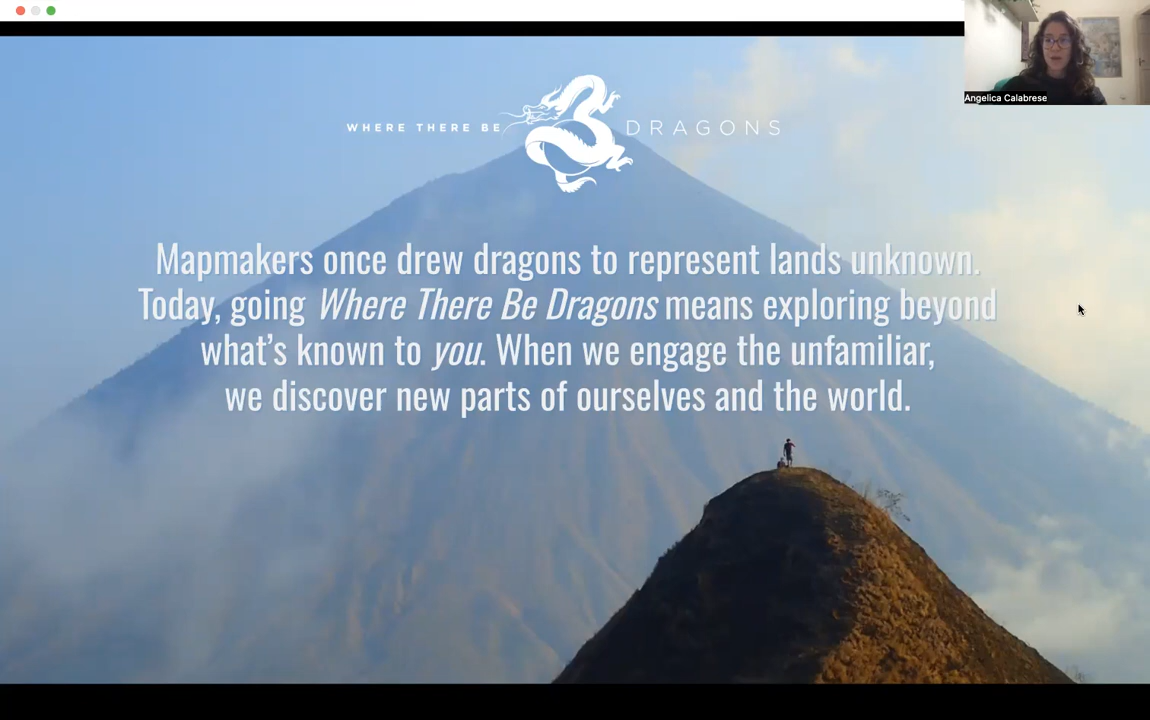 WHERE THERE BE DRAGONS
Angelica Calabrese
Mapmakers once drew dragons to represent lands unknown.
Today, going Where There Be Dragons means exploring beyond
what’s known to you. When we engage the unfamiliar,
we discover new parts of ourselves and the world.